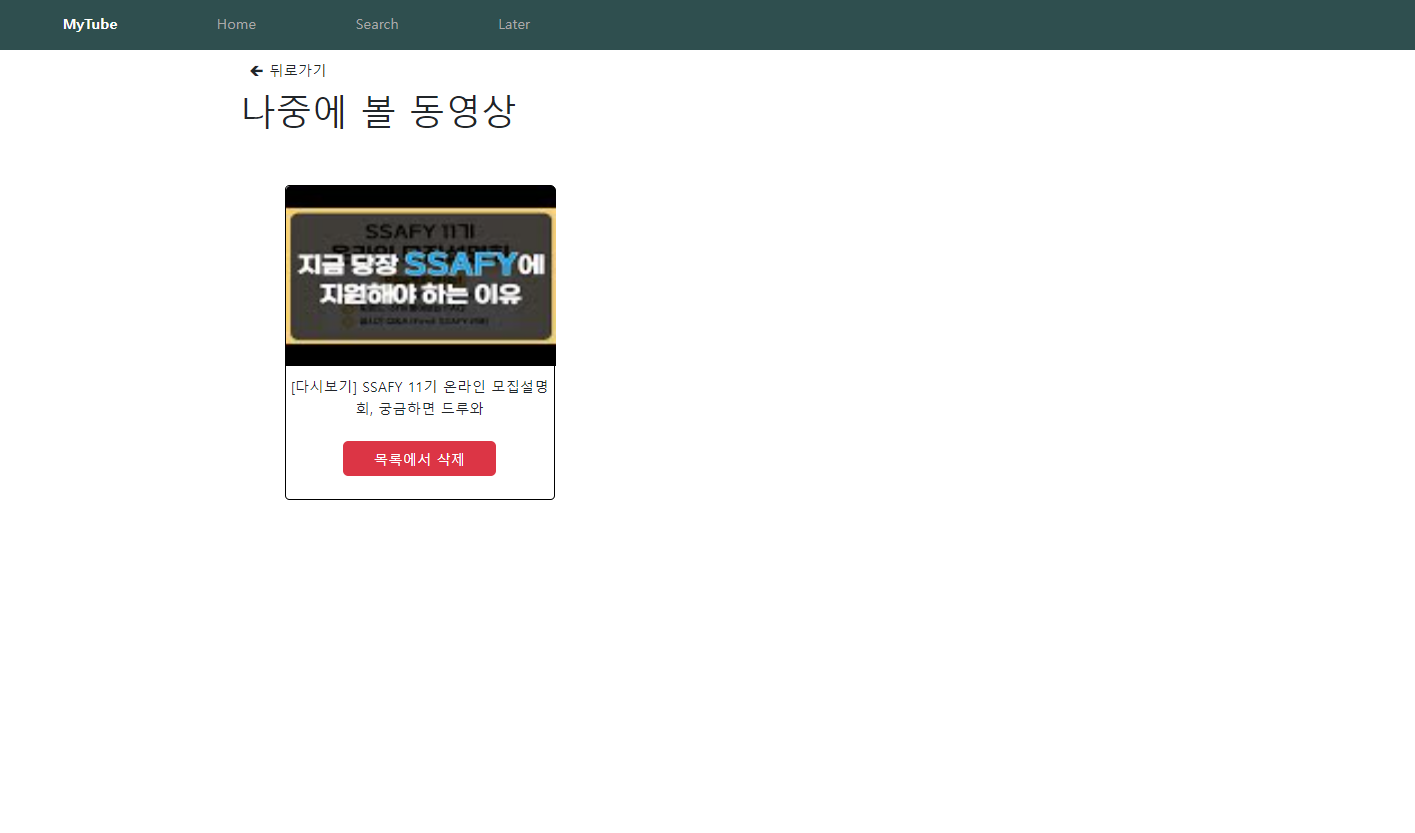 MyTube Home Search Later
🡰 뒤로가기
나중에 볼 동영상
SSAFY 11기
지금 당장 SSAFY에
지원해야 하는 이유
[다시보기] SSAFY 11기 온라인 모집설명
회, 궁금하면 드루와
목록에서 삭제